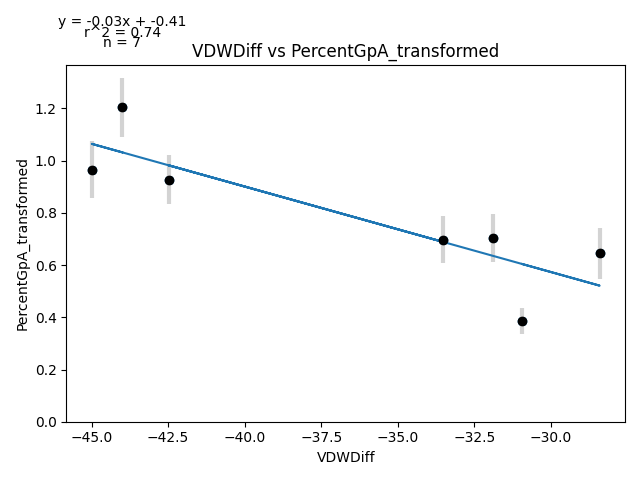 y = -0.03x + -0.41
r^2 = 0.74
n = 7
VDWDiff vs PercentGpA_transformed
PercentGpA_transformed
1.2
1.0
0.8
0.6
0.4
0.2
0.0
−45.0 −42.5 −40.0 −37.5 −35.0 −32.5 −30.0
VDWDiff